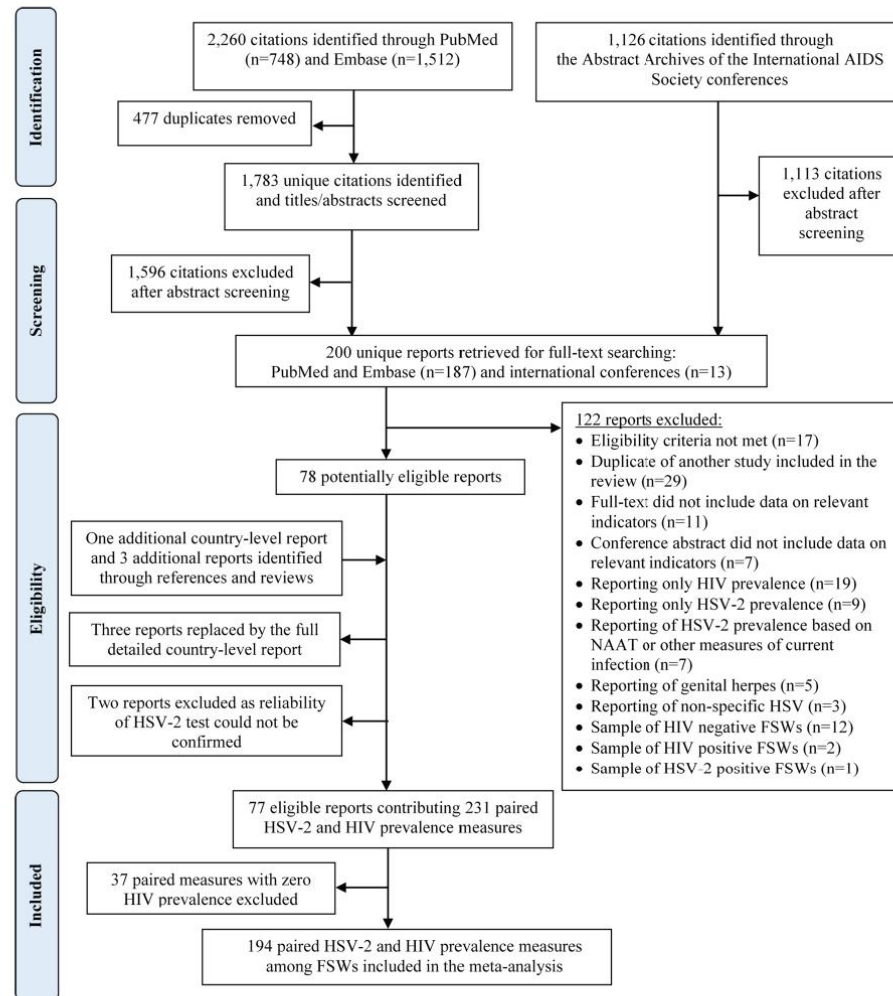 Identification
2,260 citations identified through PubMed
(n=748) and Embase (n=1,512)
1,126 citations identified through
the Abstract Archives of the International AIDS
Society conferences
477 duplicates removed
1,783 unique citations identified
and titles/abstracts screened
1,113 citations
excluded after
abstract
screening
Screening
1,596 citations excluded
after abstract screening
200 unique reports retrieved for full-text searching:
PubMed and Embase (n=187) and international conferences (n=13)
Eligibility
122 reports excluded:
• Eligibility criteria not met (n=17)
• Duplicate of another study included in the
review (n=29)
• Full-text did not include data on relevant
indicators (n=11)
• Conference abstract did not include data on
relevant indicators (n=7)
• Reporting only HIV prevalence (n=19)
• Reporting only HSV-2 prevalence (n=9)
• Reporting of HSV-2 prevalence based on
NAAT or other measures of current
infection (n=7)
• Reporting of genital herpes (n=5)
• Reporting of non-specific HSV (n=3)
• Sample of HIV negative FSWs (n=12)
• Sample of HIV positive FSWs (n=2)
• Sample of HSV-2 positive FSWs (n=1)
78 potentially eligible reports
One additional country-level report
and 3 additional reports identified
through references and reviews
Three reports replaced by the full
detailed country-level report
Two reports excluded as reliability
of HSV-2 test could not be
confirmed
Included
77 eligible reports contributing 231 paired
HSV-2 and HIV prevalence measures
37 paired measures with zero
HIV prevalence excluded
194 paired HSV-2 and HIV prevalence measures
among FSWs included in the meta-analysis